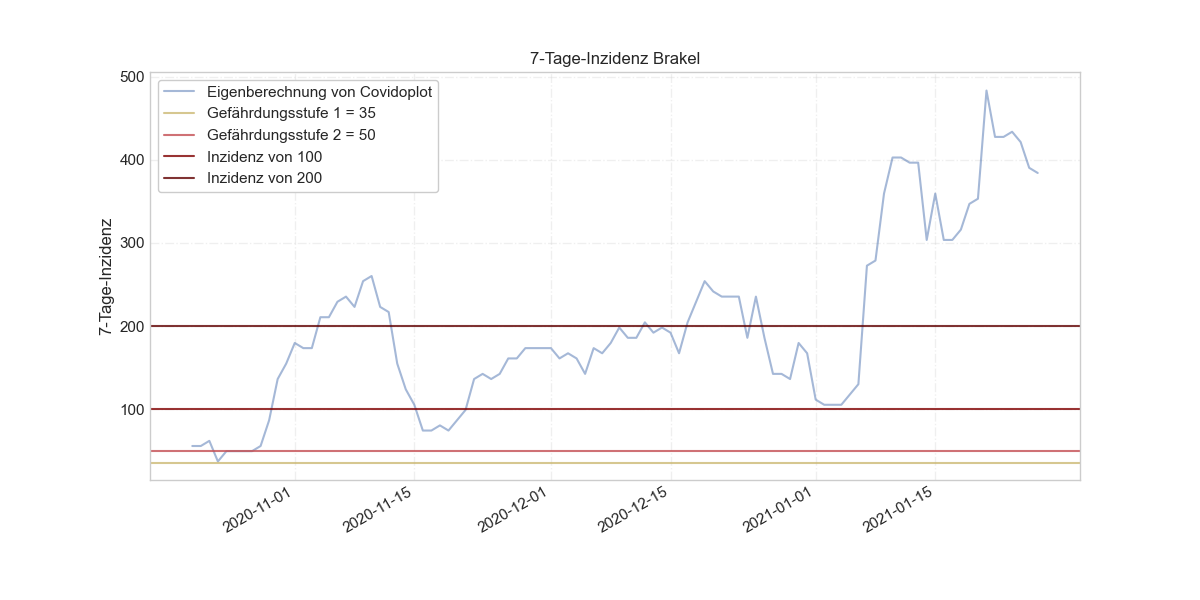 7-Tage-Inzidenz Brakel
500
400
300
200
100
7-Tage-Inzidenz
Eigenberechnung von Covidoplot
Gefährdungsstufe 1 = 35
Gefährdungsstufe 2 = 50
Inzidenz von 100
Inzidenz von 200
2020-11-01
2020-11-15
2020-12-01
2020-12-15
2021-01-01
2021-01-15